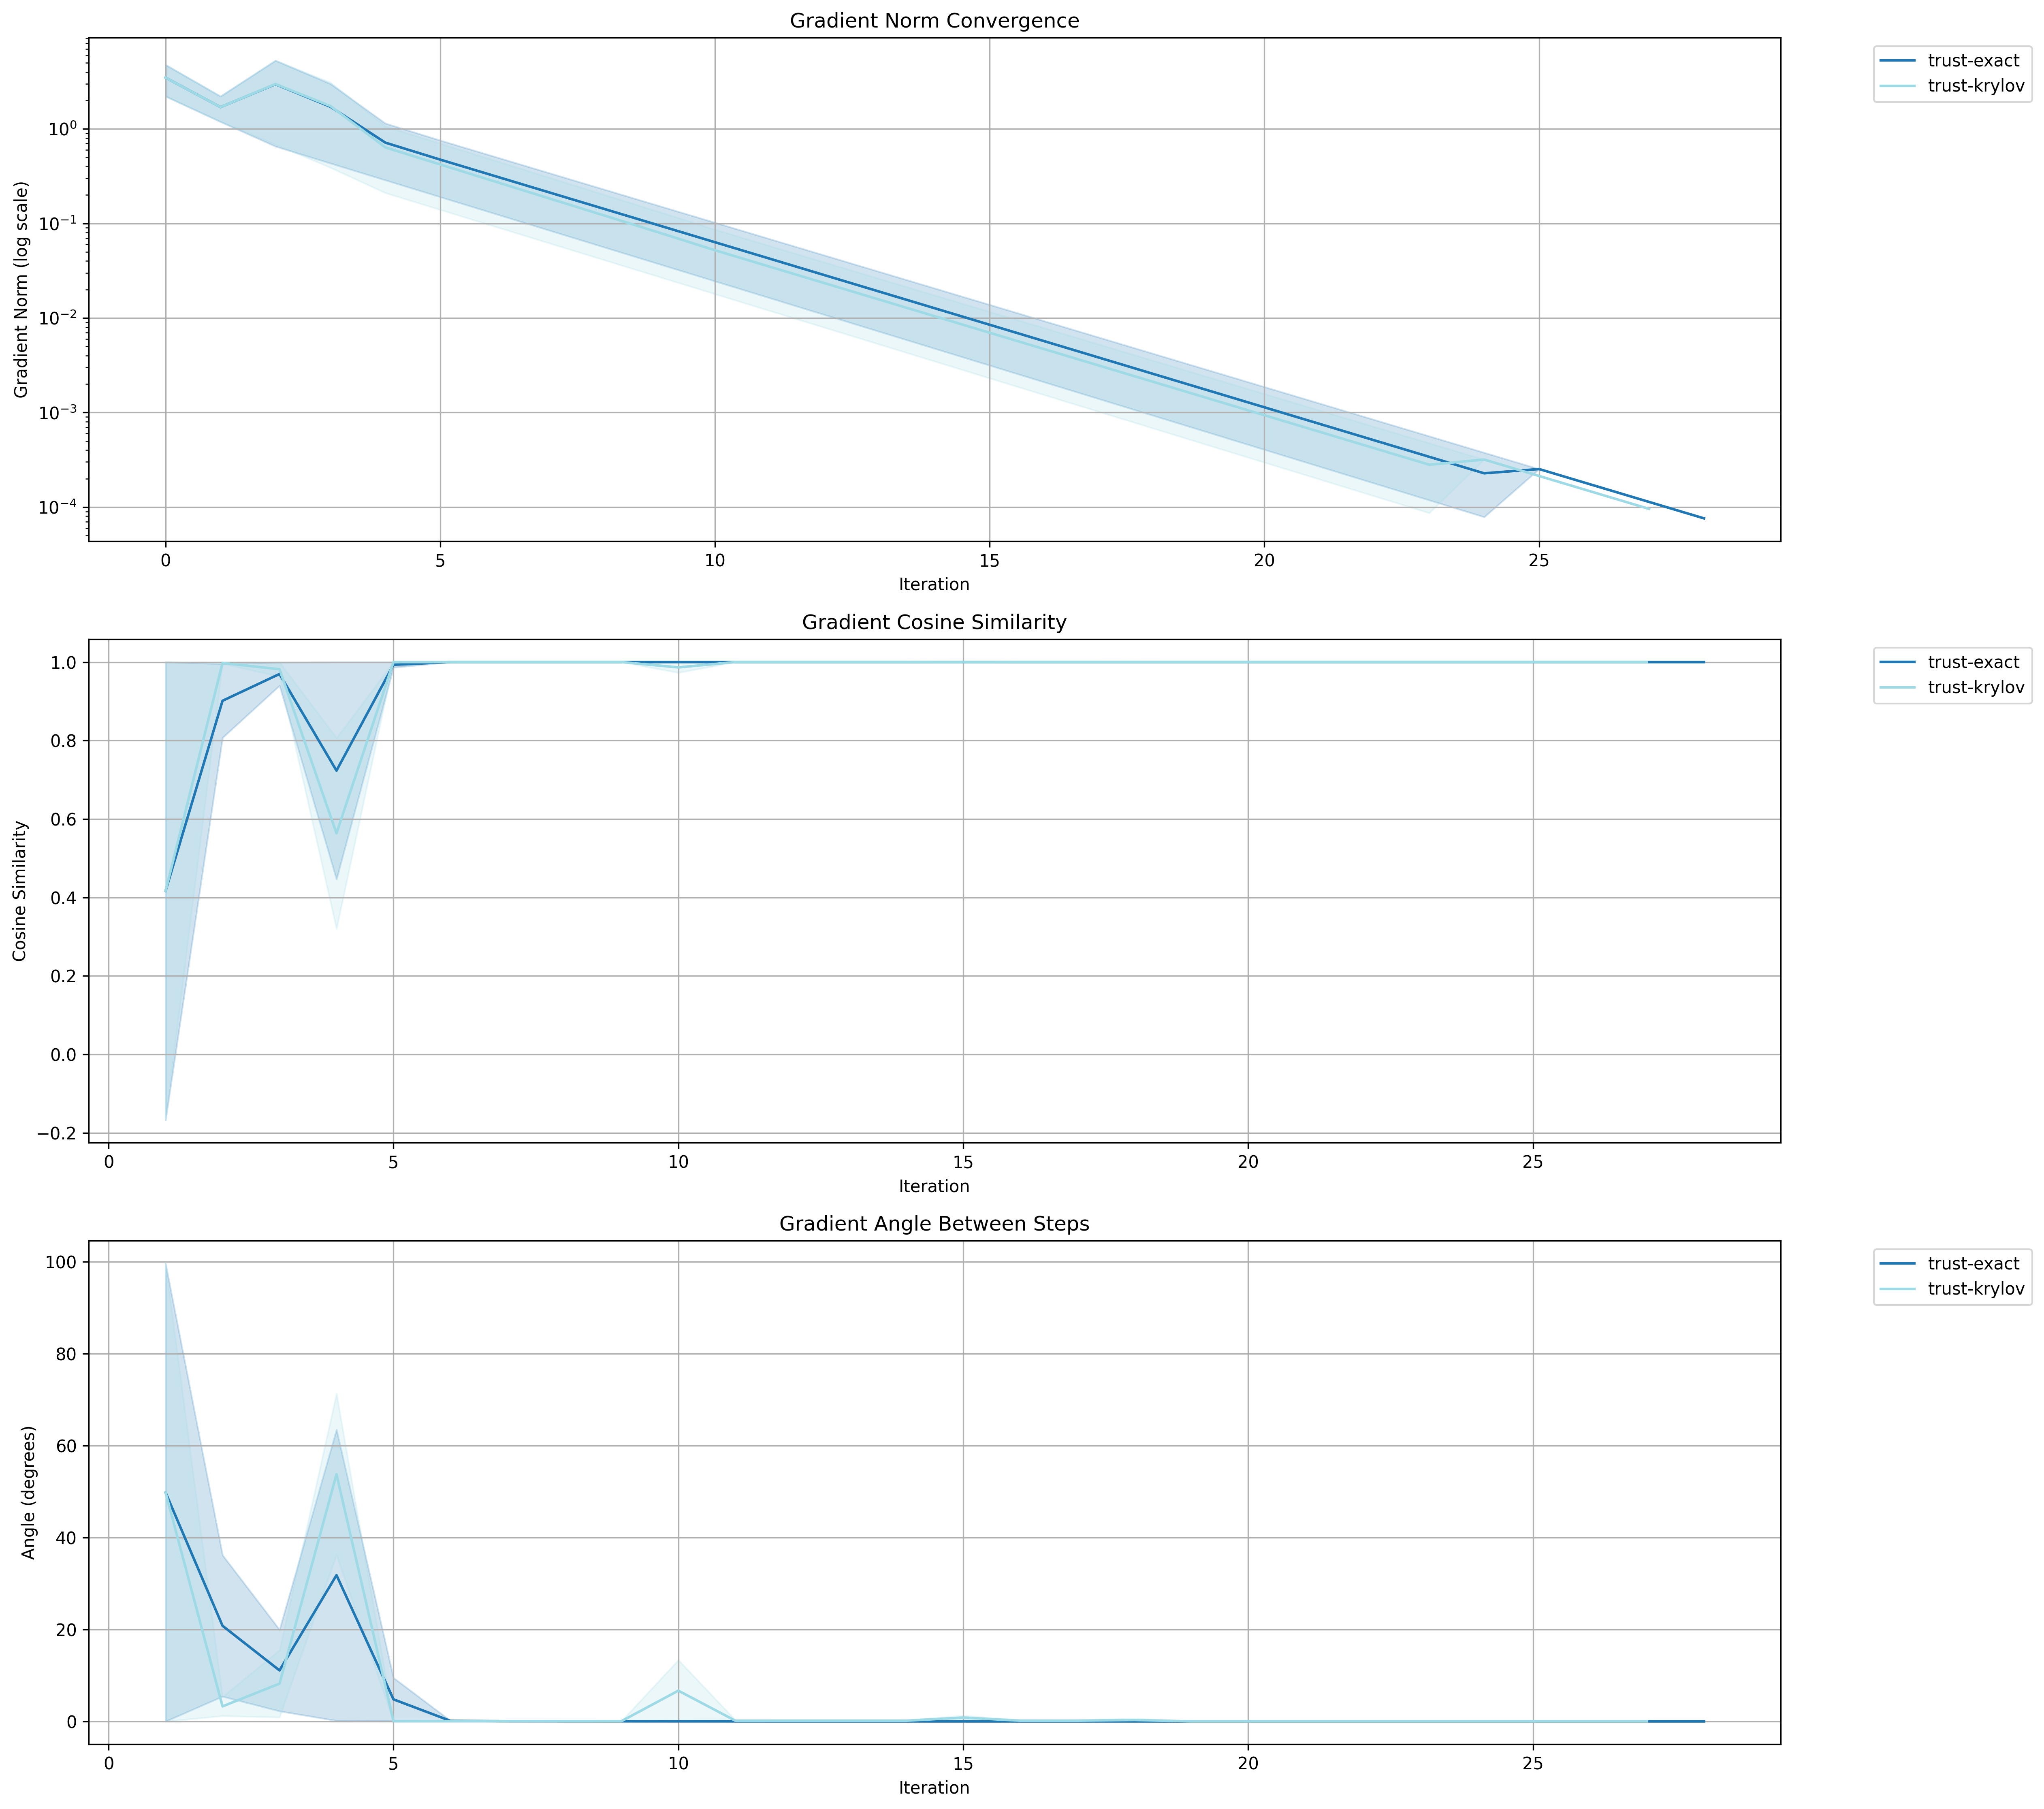 Gradient Norm Convergence
Gradient Norm (log scale)
10⁰
10⁻¹
10⁻²
10⁻³
10⁻⁴
0 5 10 15 20 25
Iteration
trust-exact
trust-krylov
Gradient Cosine Similarity
Cosine Similarity
1.0
0.8
0.6
0.4
0.2
0.0
−0.2
0 5 10 15 20 25
Iteration
trust-exact
trust-krylov
Gradient Angle Between Steps
Angle (degrees)
100
80
60
40
20
0
0 5 10 15 20 25
Iteration
trust-exact
trust-krylov